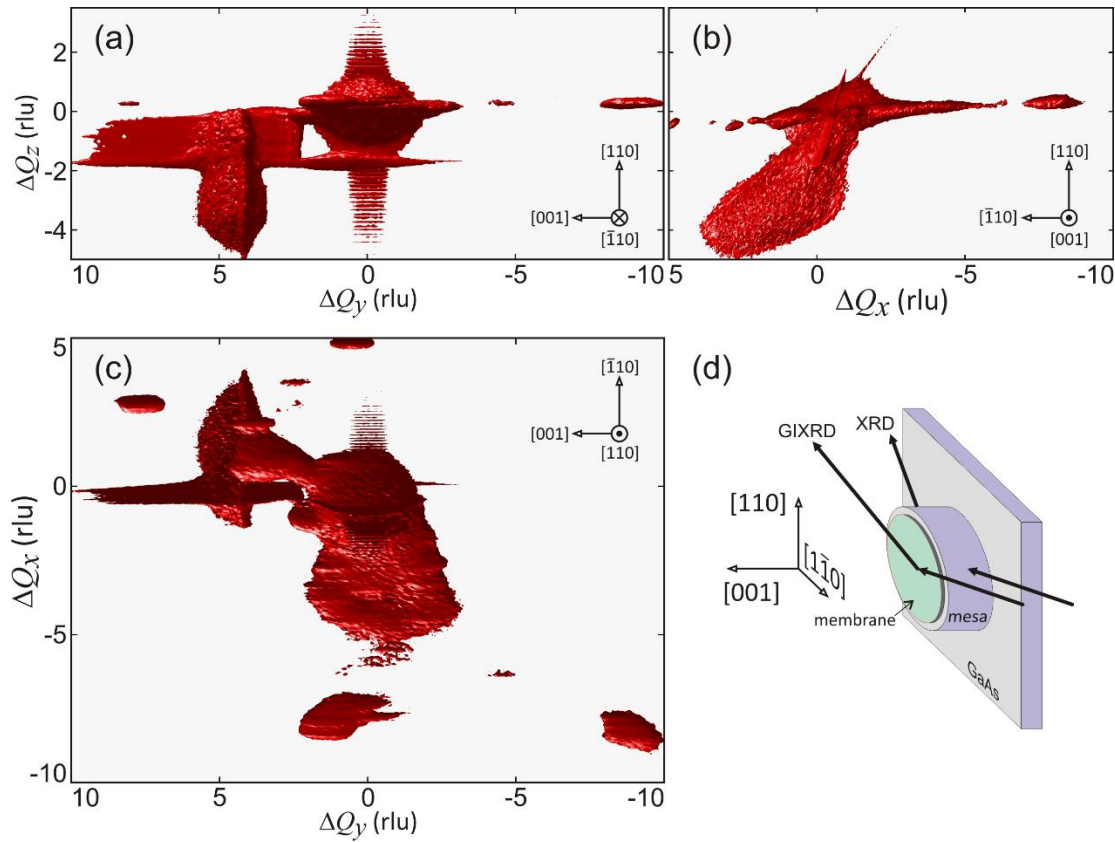 (a)
2
0
-2
-4
ΔQz (rlu)
[110]
[001]
[1̄10]
10
5
0
-5
-10
ΔQy (rlu)
(b)
[110]
[1̄10]
[001]
5
0
-5
-10
ΔQx (rlu)
(c)
5
0
-5
-10
ΔQx (rlu)
[1̄10]
[001]
[110]
10
5
0
-5
-10
ΔQy (rlu)
(d)
GIXRD
XRD
[110]
[001]
[11̄0]
membrane
mesa
GaAs